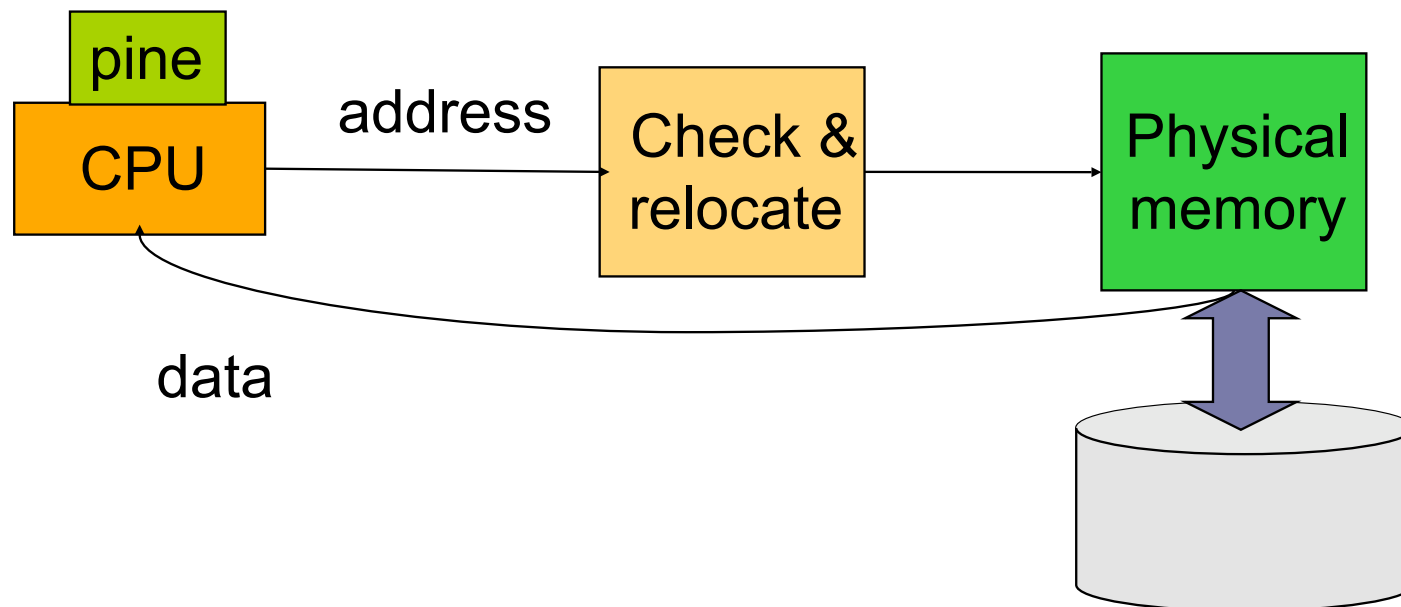 pine
CPU
address
Check &
relocate
Physical
memory
data